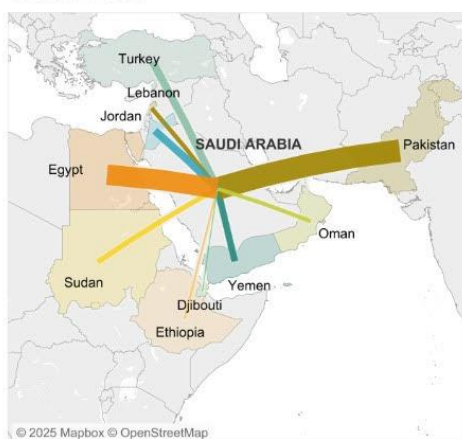 Turkey
Lebanon
Jordan
SAUDI ARABIA
Pakistan
Egypt
Oman
Sudan
Yemen
Djibouti
Ethiopia
© 2025 Mapbox © OpenStreetMap